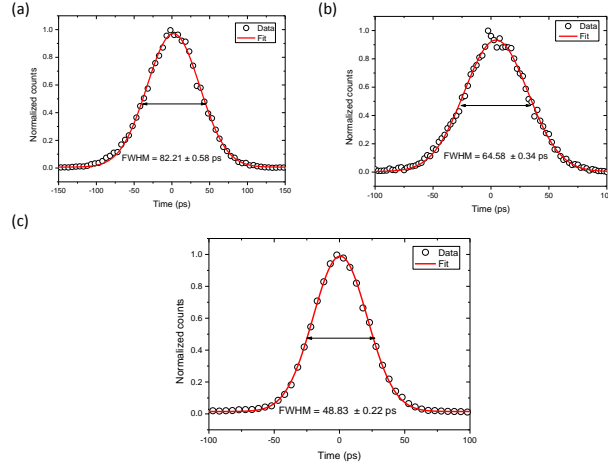 (a)
Normalized counts
1.0
0.8
0.6
0.4
0.2
0.0
Data
Fit
FWHM = 82.21 ± 0.58 ps
-150 -100 -50 0 50 100 150
Time (ps)
(b)
Normalized counts
1.0
0.8
0.6
0.4
0.2
0.0
Data
Fit
FWHM = 64.58 ± 0.34 ps
-100 -50 0 50 100
Time (ps)
(c)
Normalized counts
1.0
0.8
0.6
0.4
0.2
0.0
Data
Fit
FWHM = 48.83 ± 0.22 ps
-100 -50 0 50 100
Time (ps)